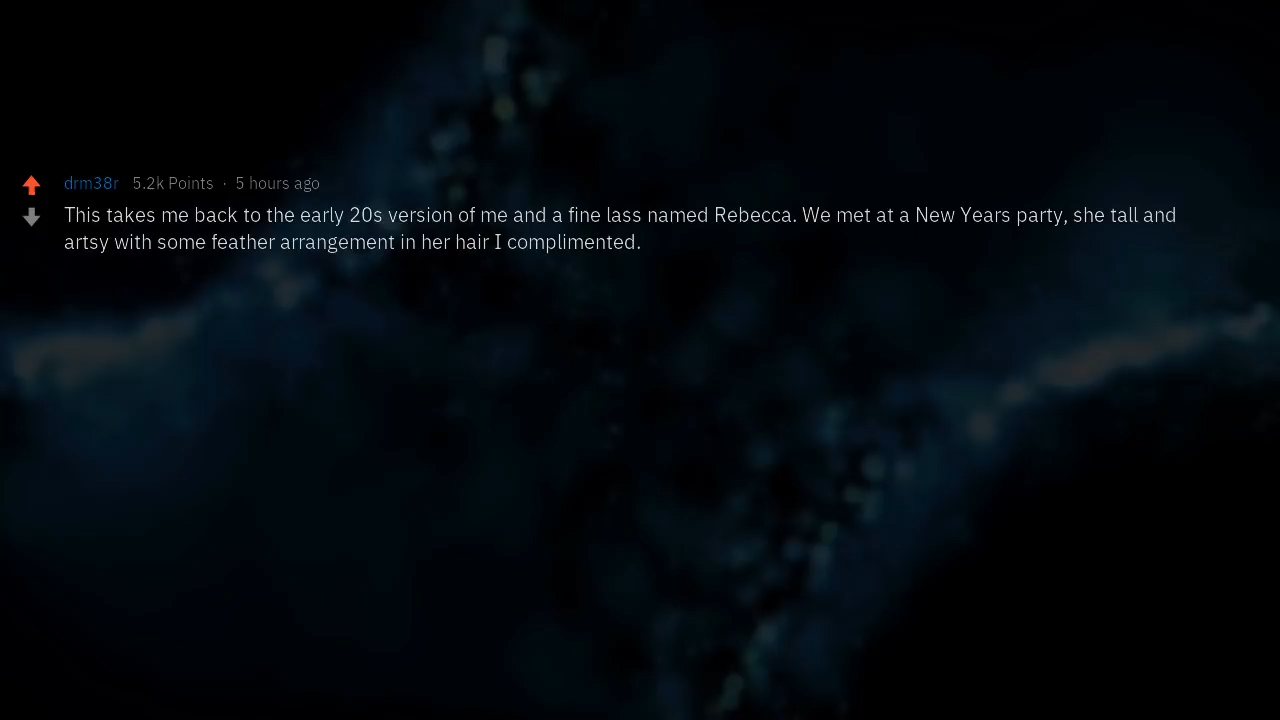 drm38r 5.2k Points · 5 hours ago
This takes me back to the early 20s version of me and a fine lass named Rebecca. We met at a New Years party, she tall and
artsy with some feather arrangement in her hair I complimented.